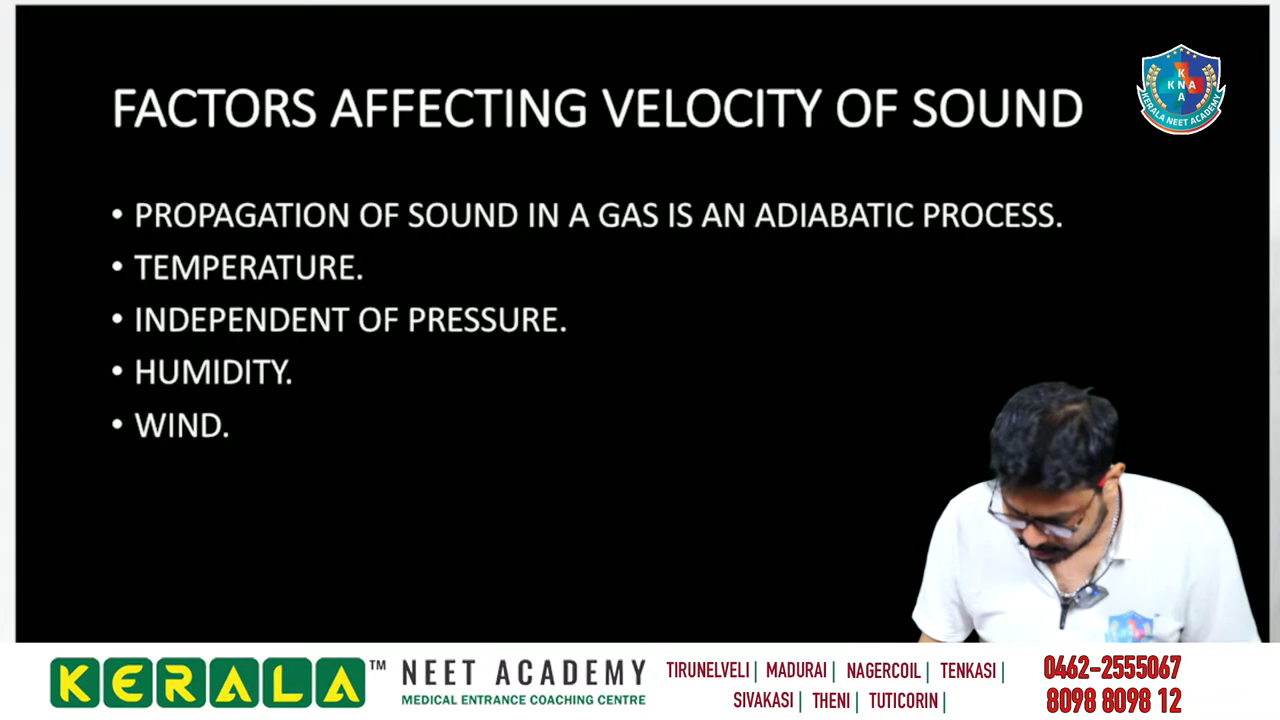 FACTORS AFFECTING VELOCITY OF SOUND
K
KNA
A
KERALA NEET ACADEMY
• PROPAGATION OF SOUND IN A GAS IS AN ADIABATIC PROCESS.
• TEMPERATURE.
• INDEPENDENT OF PRESSURE.
• HUMIDITY.
• WIND.
KERALA™ NEET ACADEMY
MEDICAL ENTRANCE COACHING CENTRE
TIRUNELVELI | MADURAI | NAGERCOIL | TENKASI |
SIVAKASI | THENI | TUTICORIN |
0462-2555067
8098 8098 12